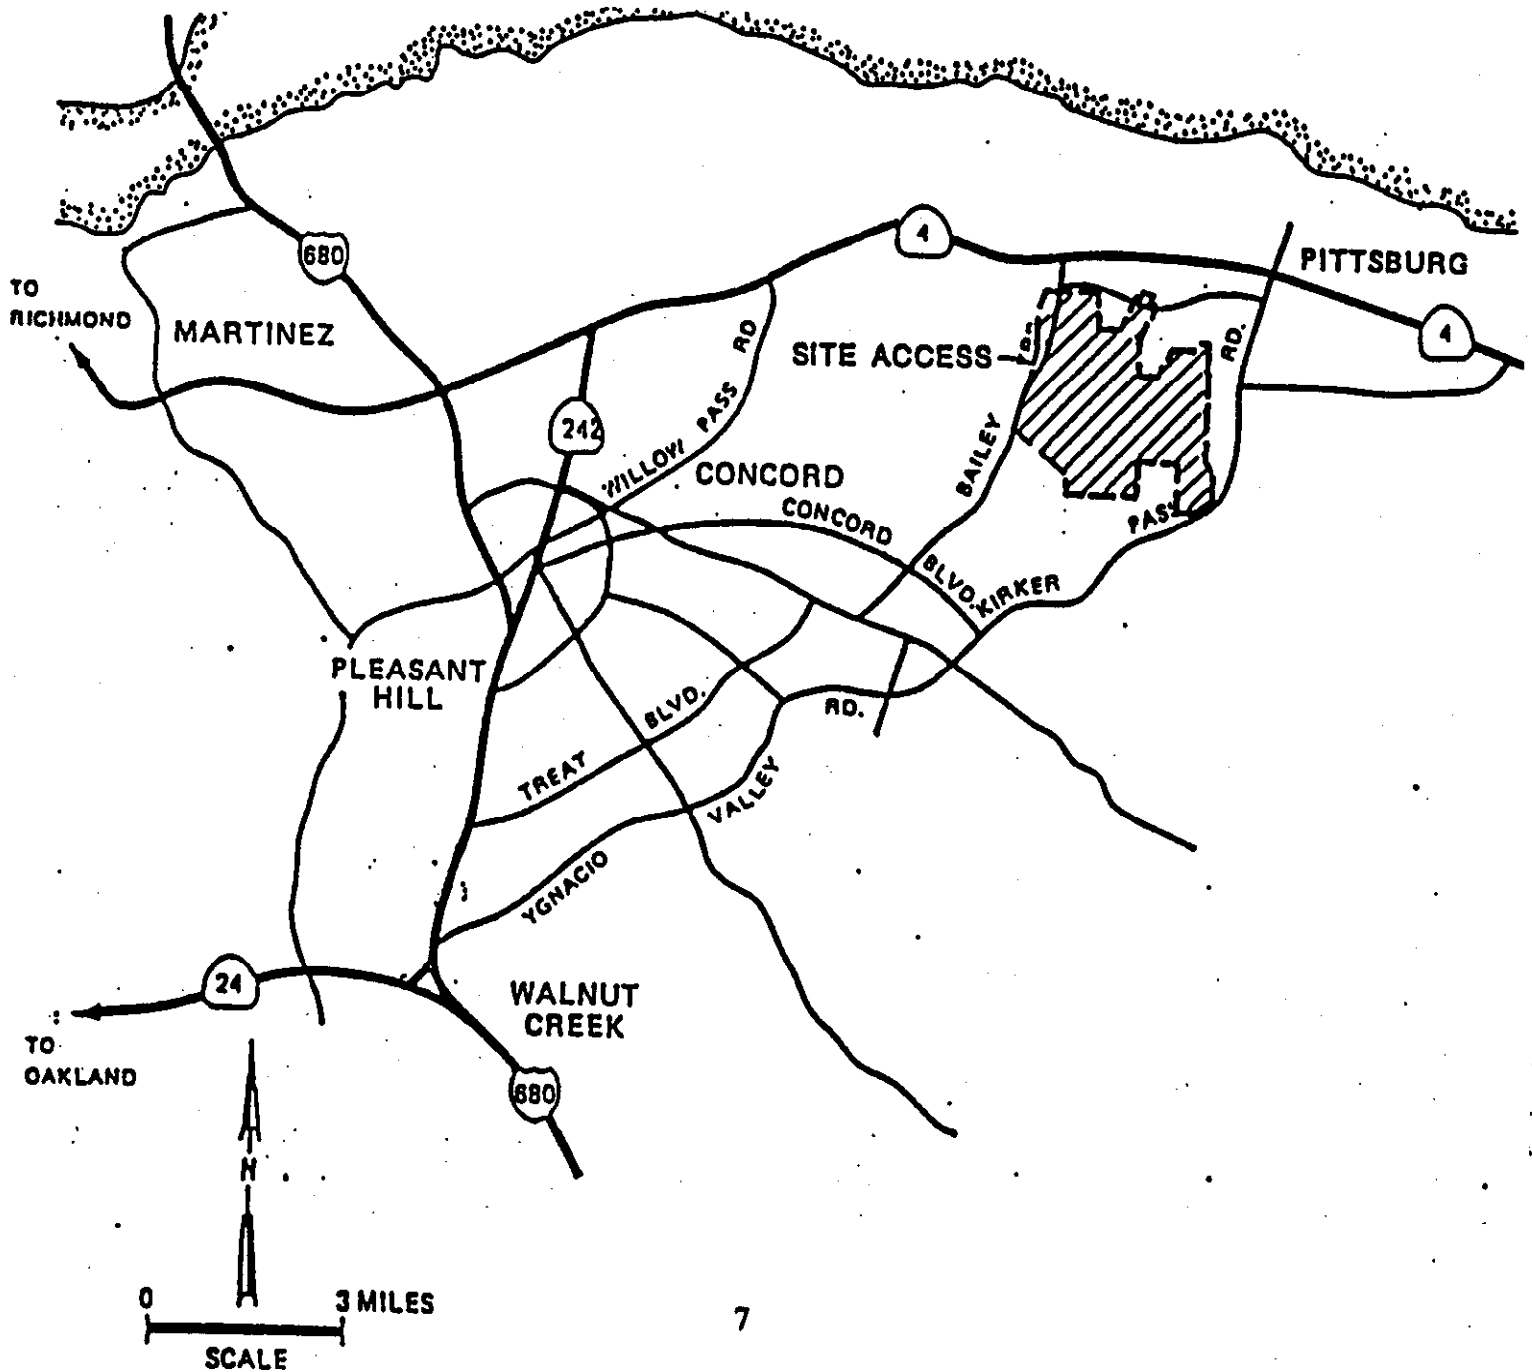 680
4
PITTSBURG
TO
RICHMOND
MARTINEZ
4
SITE ACCESS
RD.
WILLOW PASS RD
242
CONCORD
BAILEY
CONCORD BLVD.
KIRKER PASS
PLEASANT
HILL
TREAT BLVD.
RD.
YGNACIO VALLEY
24
WALNUT
CREEK
TO
OAKLAND
680
N
0 3 MILES
SCALE
7